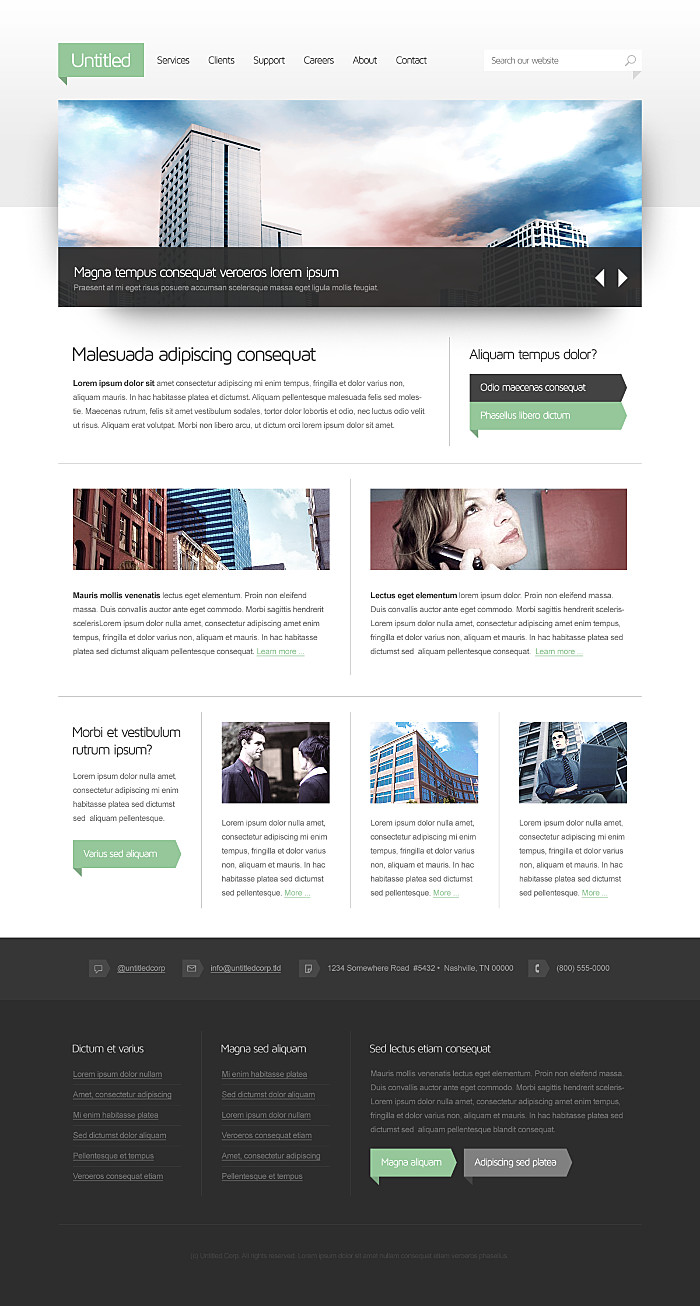 Untitled
Services Clients Support Careers About Contact
Search our website
Magna tempus consequat veroeros lorem ipsum
Praesent at mi eget risus posuere accumsan scelerisque massa eget ligula mollis feugiat.
Malesuada adipiscing consequat
Lorem ipsum dolor sit amet consectetur adipiscing mi enim tempus, fringilla et dolor varius non,
aliquam mauris. In hac habitasse platea et dictumst. Aliquam pellentesque malesuada felis sed moles-
tie. Maecenas rutrum, felis sit amet vestibulum sodales, tortor dolor lobortis et odio, nec luctus odio velit
ut risus. Aliquam erat volutpat. Morbi non libero arcu, ut dictum orci lorem ipsum dolor sit amet.
Aliquam tempus dolor?
Odio maecenas consequat
Phasellus libero dictum
Mauris mollis venenatis lectus eget elementum. Proin non eleifend
massa. Duis convallis auctor ante eget commodo. Morbi sagittis hendrerit
scelerisLorem ipsum dolor nulla amet, consectetur adipiscing amet enim
tempus, fringilla et dolor varius non, aliquam et mauris. In hac habitasse
platea sed dictumst aliquam pellentesque consequat. Learn more ...
Lectus eget elementum lorem ipsum dolor. Proin non eleifend massa.
Duis convallis auctor ante eget commodo. Morbi sagittis hendrerit sceleris-
Lorem ipsum dolor nulla amet, consectetur adipiscing mi enim tempus,
fringilla et dolor varius non, aliquam et mauris. In hac habitasse platea sed
dictumst sed aliquam pellentesque consequat. Learn more ...
Morbi et vestibulum
rutrum ipsum?
Lorem ipsum dolor nulla amet,
consectetur adipiscing mi enim
habitasse platea sed dictumst
sed aliquam pellentesque.
Varius sed aliquam
Lorem ipsum dolor nulla amet,
consectetur adipiscing mi enim
tempus, fringilla et dolor varius
non, aliquam et mauris. In hac
habitasse platea sed dictumst
sed pellentesque. More ...
Lorem ipsum dolor nulla amet,
consectetur adipiscing mi enim
tempus, fringilla et dolor varius
non, aliquam et mauris. In hac
habitasse platea sed dictumst
sed pellentesque. More ...
Lorem ipsum dolor nulla amet,
consectetur adipiscing mi enim
tempus, fringilla et dolor varius
non, aliquam et mauris. In hac
habitasse platea sed dictumst
sed pellentesque. More ...
@untitledcorp info@untitledcorp.tld 1234 Somewhere Road #5432 • Nashville, TN 00000 (800) 555-0000
Dictum et varius
Lorem ipsum dolor nullam
Amet, consectetur adipiscing
Mi enim habitasse platea
Sed dictumst dolor aliquam
Pellentesque et tempus
Veroeros consequat etiam
Magna sed aliquam
Mi enim habitasse platea
Sed dictumst dolor aliquam
Lorem ipsum dolor nullam
Veroeros consequat etiam
Amet, consectetur adipiscing
Pellentesque et tempus
Sed lectus etiam consequat
Mauris mollis venenatis lectus eget elementum. Proin non eleifend massa.
Duis convallis auctor ante eget commodo. Morbi sagittis hendrerit sceleris-
Lorem ipsum dolor nulla amet, consectetur adipiscing mi enim tempus,
fringilla et dolor varius non, aliquam et mauris. In hac habitasse platea sed
dictumst sed aliquam pellentesque blandit consequat.
Magna aliquam
Adipiscing sed platea
(c) Untitled Corp. All rights reserved. Lorem ipsum dolor sit amet nullam consequat etiam veroeros